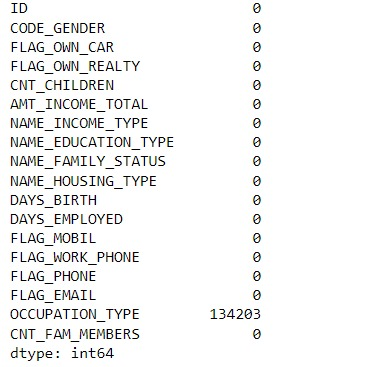 ID 0
CODE_GENDER 0
FLAG_OWN_CAR 0
FLAG_OWN_REALTY 0
CNT_CHILDREN 0
AMT_INCOME_TOTAL 0
NAME_INCOME_TYPE 0
NAME_EDUCATION_TYPE 0
NAME_FAMILY_STATUS 0
NAME_HOUSING_TYPE 0
DAYS_BIRTH 0
DAYS_EMPLOYED 0
FLAG_MOBIL 0
FLAG_WORK_PHONE 0
FLAG_PHONE 0
FLAG_EMAIL 0
OCCUPATION_TYPE 134203
CNT_FAM_MEMBERS 0
dtype: int64